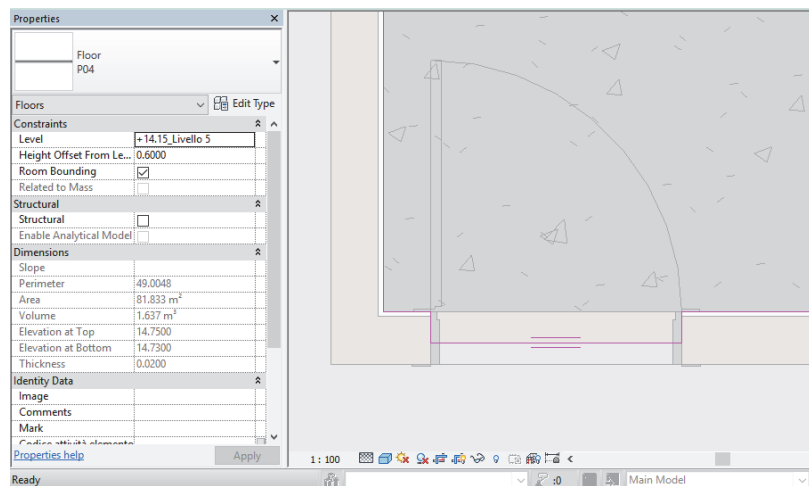 Properties
Floor
P04
Floors Edit Type
Constraints
Level +14.15_Livello 5
Height Offset From Le... 0.6000
Room Bounding
Related to Mass
Structural
Structural
Enable Analytical Model
Dimensions
Slope
Perimeter 49.0048
Area 81.833 m²
Volume 1.637 m³
Elevation at Top 14.7500
Elevation at Bottom 14.7300
Thickness 0.0200
Identity Data
Image
Comments
Mark
Codice attività elemento
Properties help Apply
1 : 100
Ready :0 Main Model